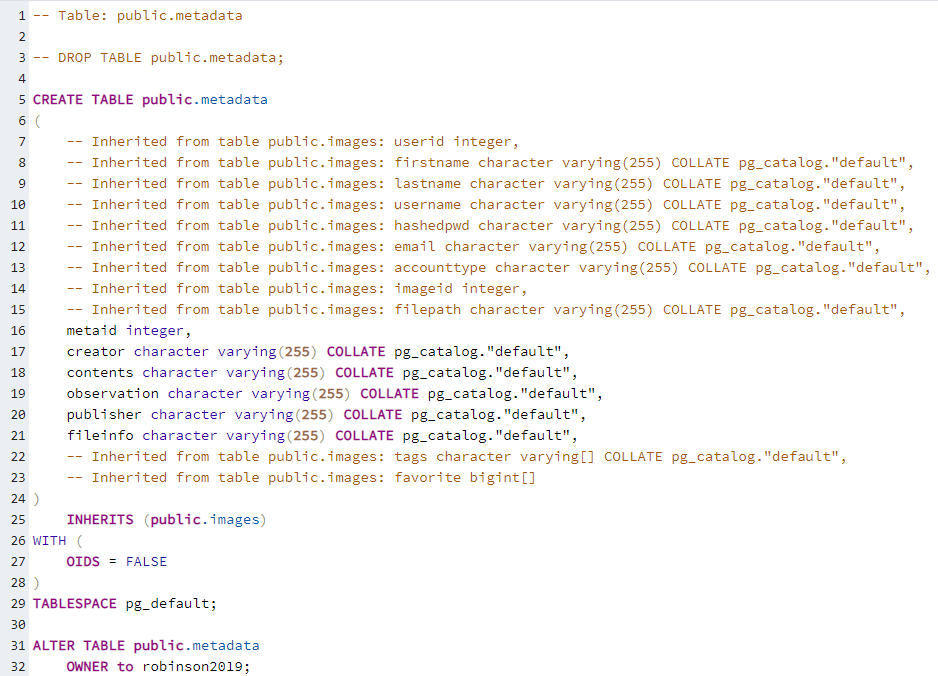 1 -- Table: public.metadata
2
3 -- DROP TABLE public.metadata;
4
5 CREATE TABLE public.metadata
6 (
7     -- Inherited from table public.images: userid integer,
8     -- Inherited from table public.images: firstname character varying(255) COLLATE pg_catalog."default",
9     -- Inherited from table public.images: lastname character varying(255) COLLATE pg_catalog."default",
10     -- Inherited from table public.images: username character varying(255) COLLATE pg_catalog."default",
11     -- Inherited from table public.images: hashedpwd character varying(255) COLLATE pg_catalog."default",
12     -- Inherited from table public.images: email character varying(255) COLLATE pg_catalog."default",
13     -- Inherited from table public.images: accounttype character varying(255) COLLATE pg_catalog."default",
14     -- Inherited from table public.images: imageid integer,
15     -- Inherited from table public.images: filepath character varying(255) COLLATE pg_catalog."default",
16     metaid integer,
17     creator character varying(255) COLLATE pg_catalog."default",
18     contents character varying(255) COLLATE pg_catalog."default",
19     observation character varying(255) COLLATE pg_catalog."default",
20     publisher character varying(255) COLLATE pg_catalog."default",
21     fileinfo character varying(255) COLLATE pg_catalog."default",
22     -- Inherited from table public.images: tags character varying[] COLLATE pg_catalog."default",
23     -- Inherited from table public.images: favorite bigint[]
24 )
25     INHERITS (public.images)
26 WITH (
27     OIDS = FALSE
28 )
29 TABLESPACE pg_default;
30
31 ALTER TABLE public.metadata
32     OWNER to robinson2019;